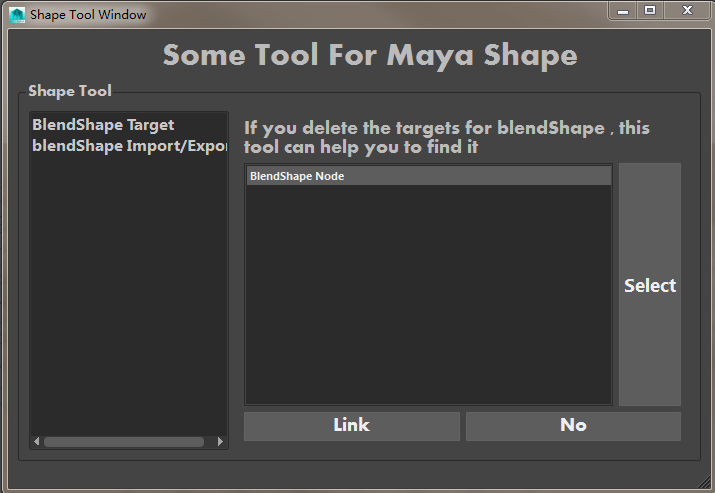 Shape Tool Window
Some Tool For Maya Shape
Shape Tool
BlendShape Target
blendShape Import/Expor
If you delete the targets for blendShape , this
tool can help you to find it
BlendShape Node
Select
Link
No